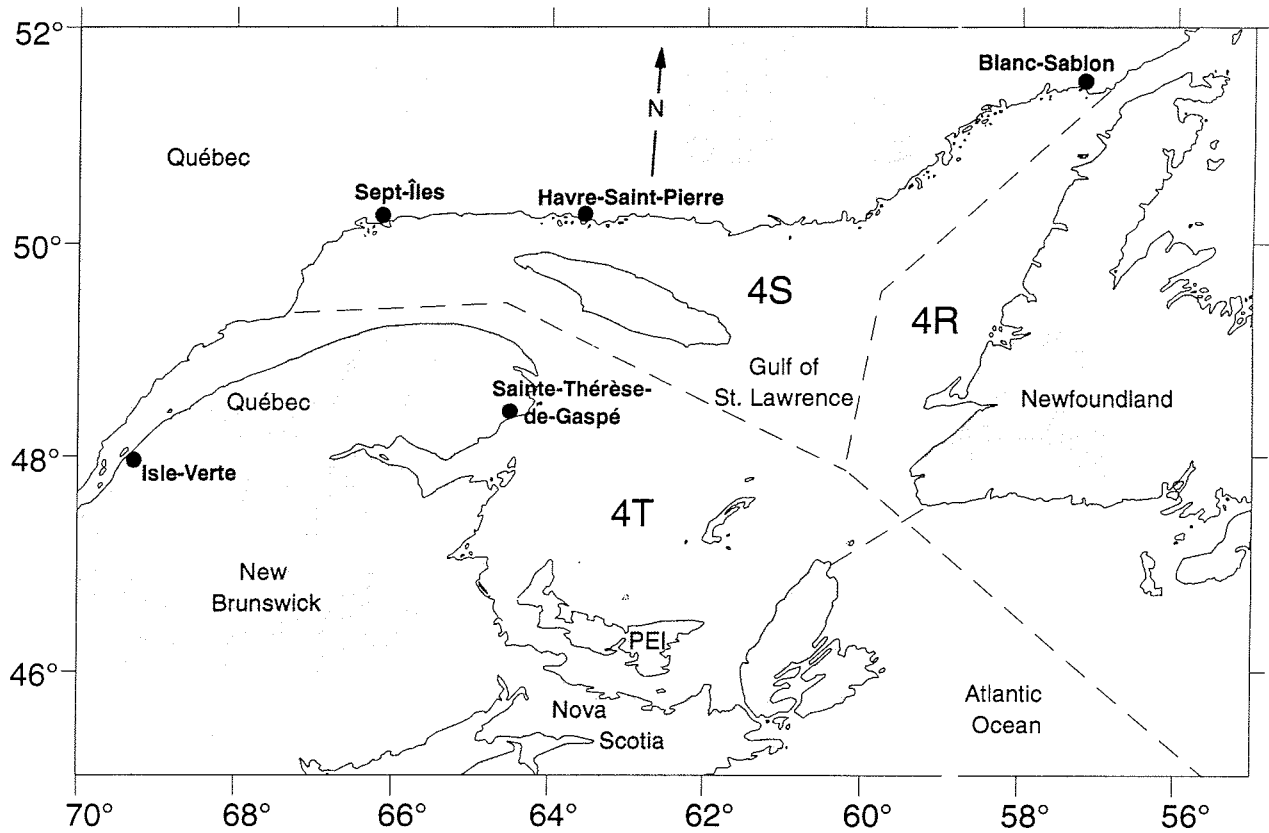 52°
Blanc-Sablon
N
Québec
Sept-Îles
Havre-Saint-Pierre
50°
4S
4R
Gulf of
St. Lawrence
Québec
Sainte-Thérèse-
de-Gaspé
Newfoundland
48°
Isle-Verte
4T
New
Brunswick
PEI
46°
Nova
Scotia
Atlantic
Ocean
70°
68°
66°
64°
62°
60°
58°
56°